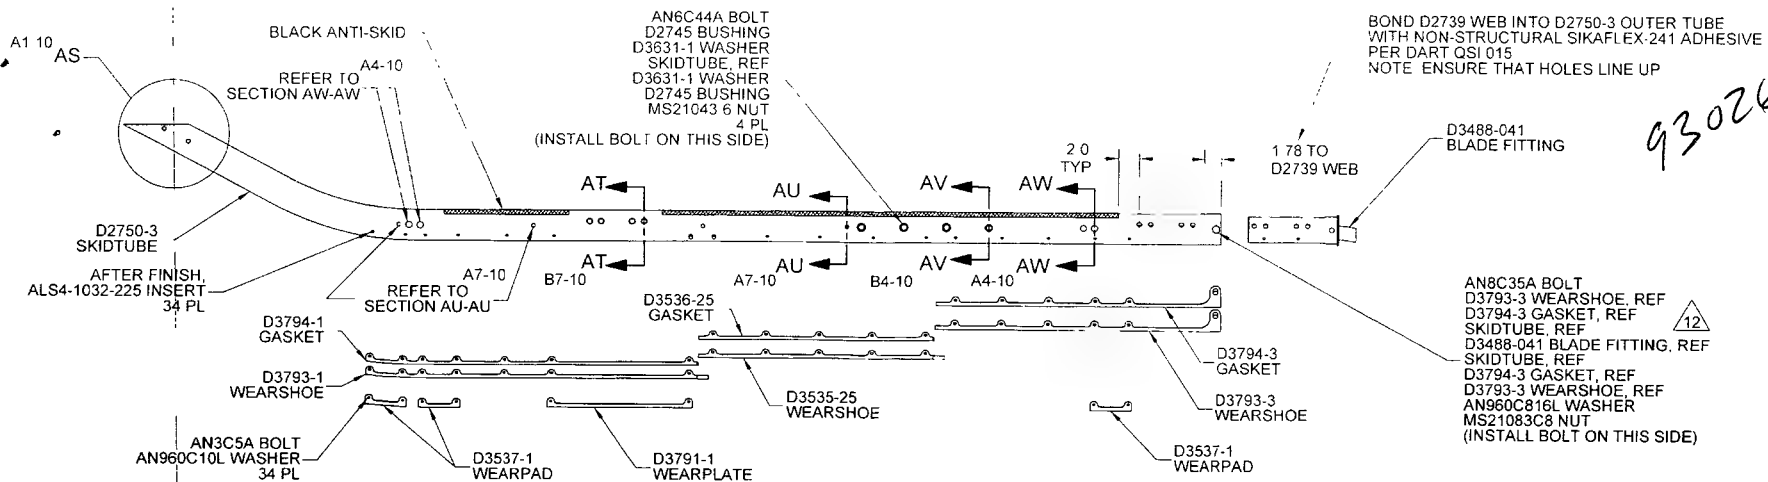 A1 10
AS
BLACK ANTI-SKID
A4-10
REFER TO
SECTION AW-AW
AN6C44A BOLT
D2745 BUSHING
D3631-1 WASHER
SKIDTUBE, REF
D3631-1 WASHER
D2745 BUSHING
MS21043 6 NUT
4 PL
(INSTALL BOLT ON THIS SIDE)
BOND D2739 WEB INTO D2750-3 OUTER TUBE
WITH NON-STRUCTURAL SIKAFLEX-241 ADHESIVE
PER DART QSI 015
NOTE ENSURE THAT HOLES LINE UP
93026
2 0
TYP
1 78 TO
D2739 WEB
D3488-041
BLADE FITTING
AT
AU
AV
AW
D2750-3
SKIDTUBE
AFTER FINISH,
ALS4-1032-225 INSERT
34 PL
REFER TO
SECTION AU-AU
A7-10
AT
B7-10
AU
A7-10
AV
B4-10
AW
A4-10
AN8C35A BOLT
D3793-3 WEARSHOE, REF
D3794-3 GASKET, REF
SKIDTUBE, REF
D3488-041 BLADE FITTING, REF
SKIDTUBE, REF
D3794-3 GASKET, REF
D3793-3 WEARSHOE, REF
AN960C816L WASHER
MS21083C8 NUT
(INSTALL BOLT ON THIS SIDE)
12
D3794-1
GASKET
D3536-25
GASKET
D3794-3
GASKET
D3793-1
WEARSHOE
D3535-25
WEARSHOE
D3793-3
WEARSHOE
AN3C5A BOLT
AN960C10L WASHER
34 PL
D3537-1
WEARPAD
D3791-1
WEARPLATE
D3537-1
WEARPAD